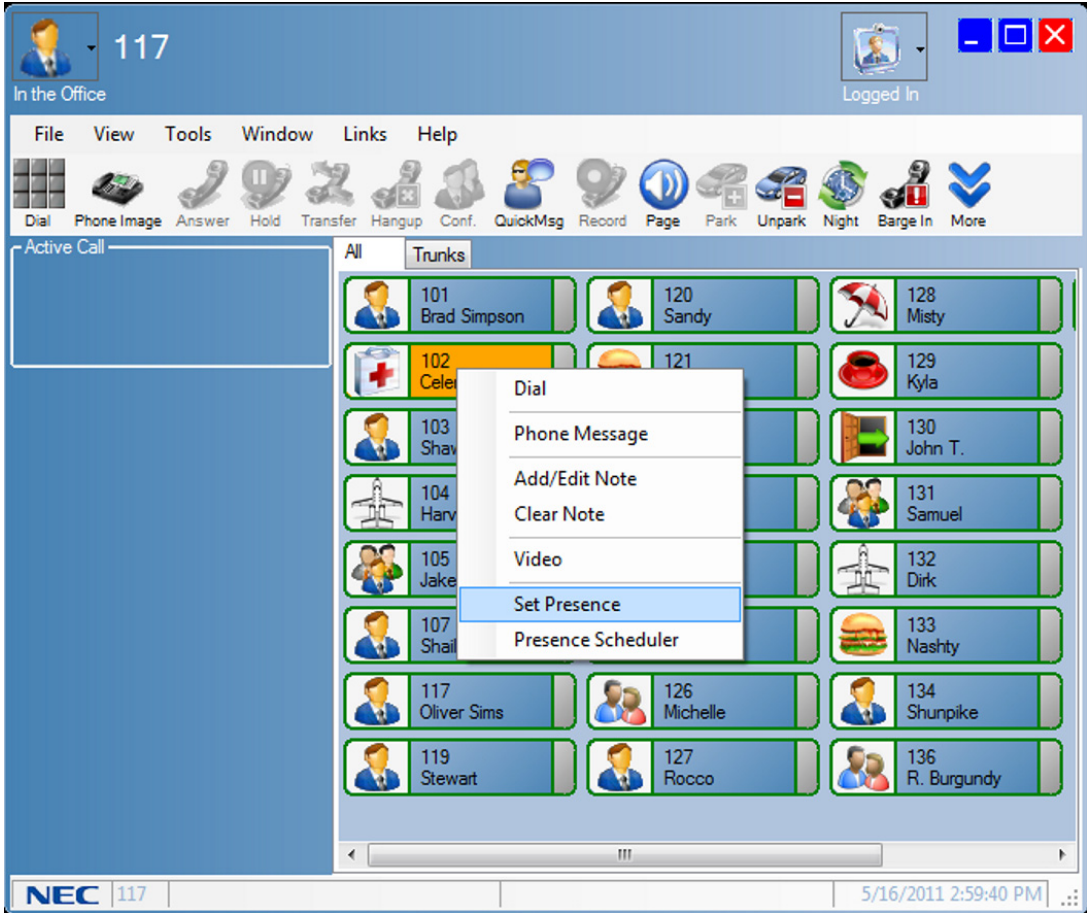 117
In the Office
Logged In
File View Tools Window Links Help
Dial Phone Image Answer Hold Transfer Hangup Conf. QuickMsg Record Page Park Unpark Night Barge In More
Active Call
All Trunks
101
Brad Simpson
120
Sandy
128
Misty
102
121
129
Kyla
103
130
John T.
104
131
Samuel
105
Jake
132
Dirk
107
133
Nashty
117
Oliver Sims
126
Michelle
134
Shunpike
119
Stewart
127
Rocco
136
R. Burgundy
Dial
Phone Message
Add/Edit Note
Clear Note
Video
Set Presence
Presence Scheduler
NEC 117 5/16/2011 2:59:40 PM